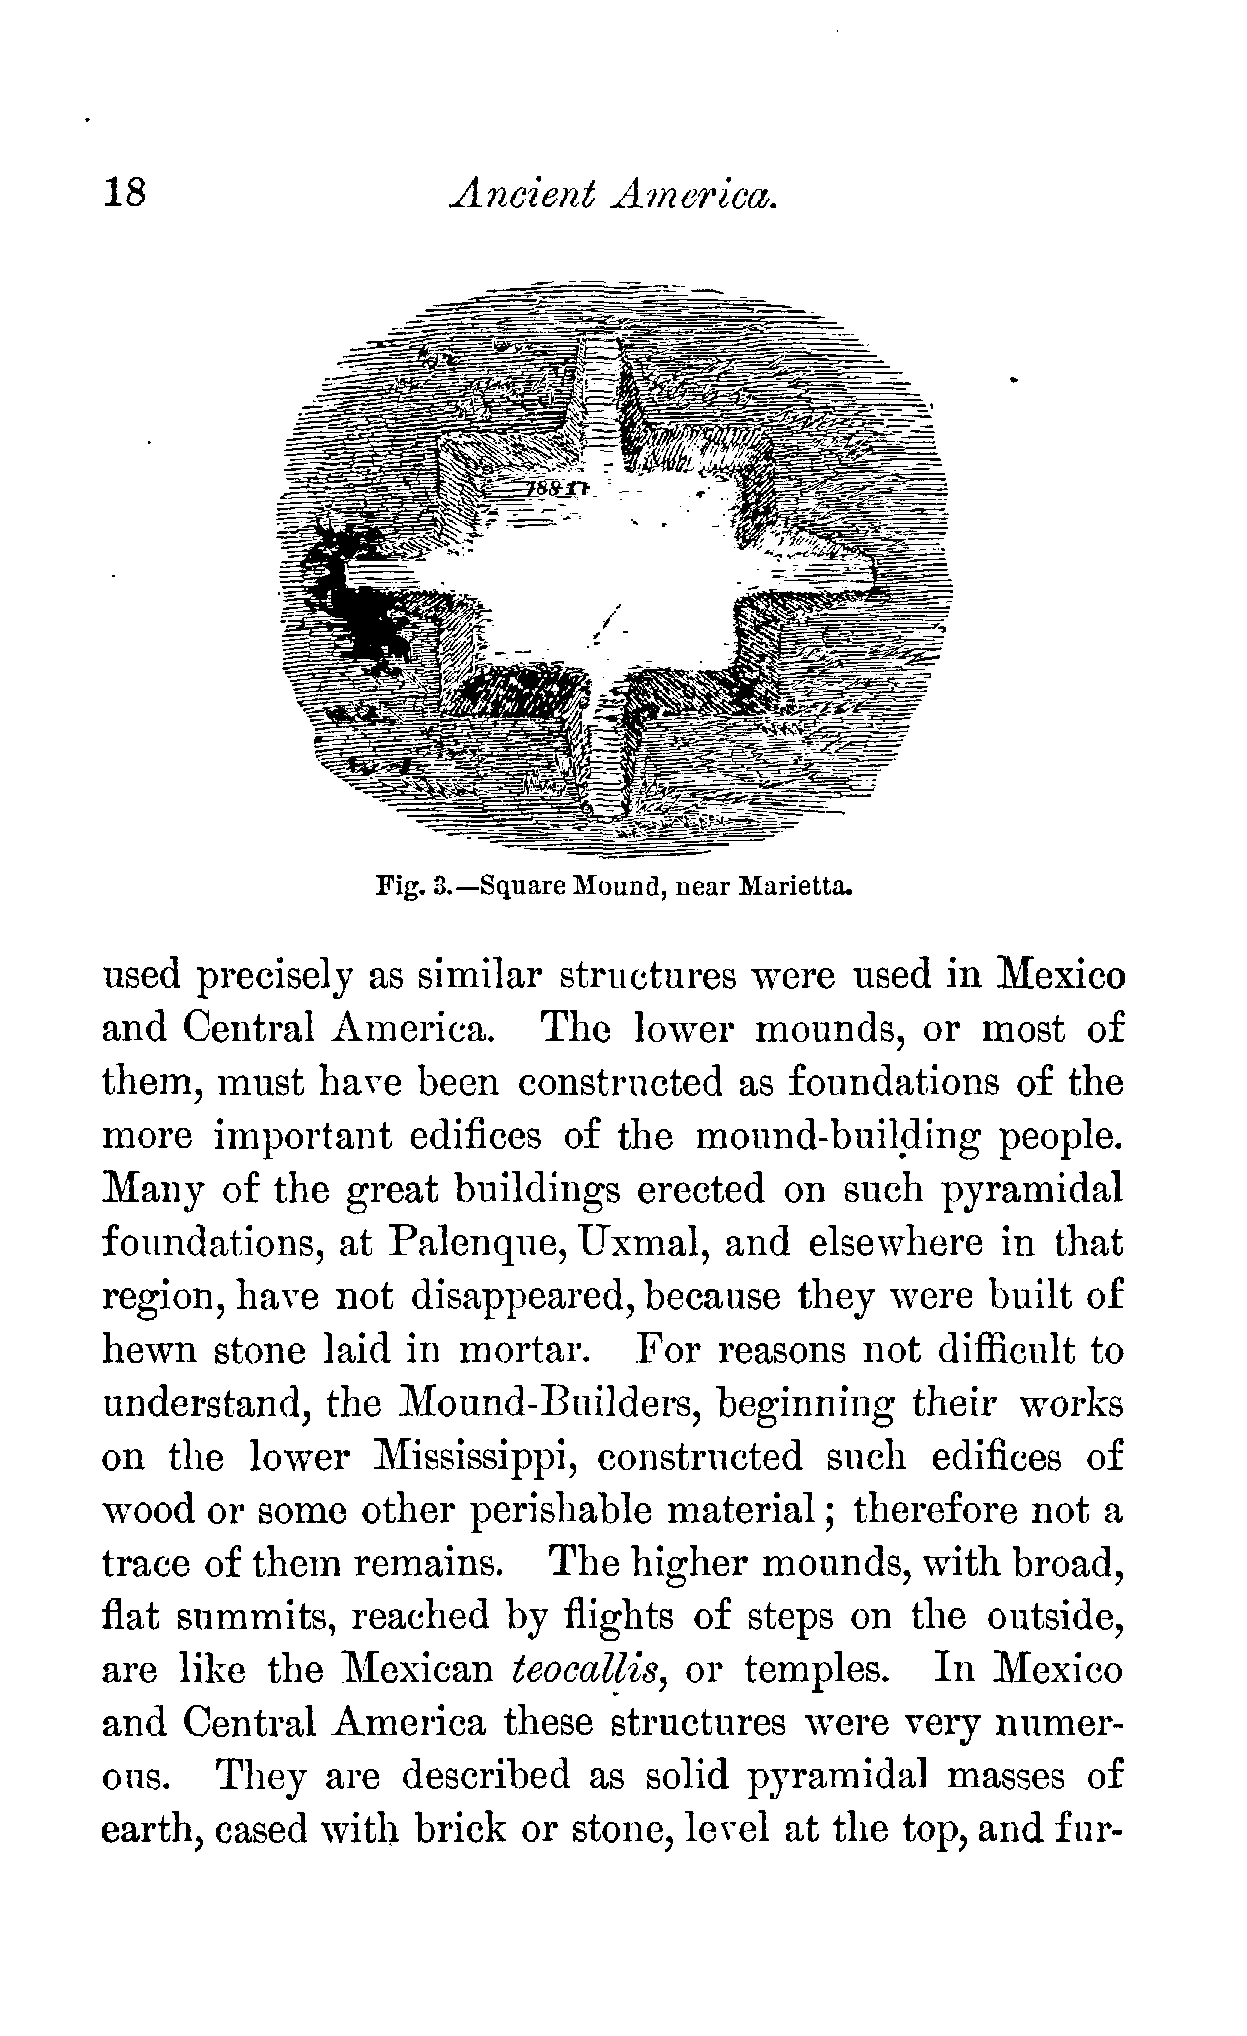 18
Ancient America.
188 FT
Fig. 3.—Square Mound, near Marietta.
used precisely as similar structures were used in Mexico
and Central America. The lower mounds, or most of
them, must have been constructed as foundations of the
more important edifices of the mound-building people.
Many of the great buildings erected on such pyramidal
foundations, at Palenque, Uxmal, and elsewhere in that
region, have not disappeared, because they were built of
hewn stone laid in mortar. For reasons not difficult to
understand, the Mound-Builders, beginning their works
on the lower Mississippi, constructed such edifices of
wood or some other perishable material; therefore not a
trace of them remains. The higher mounds, with broad,
flat summits, reached by flights of steps on the outside,
are like the Mexican teocallis, or temples. In Mexico
and Central America these structures were very numer-
ous. They are described as solid pyramidal masses of
earth, cased with brick or stone, level at the top, and fur-